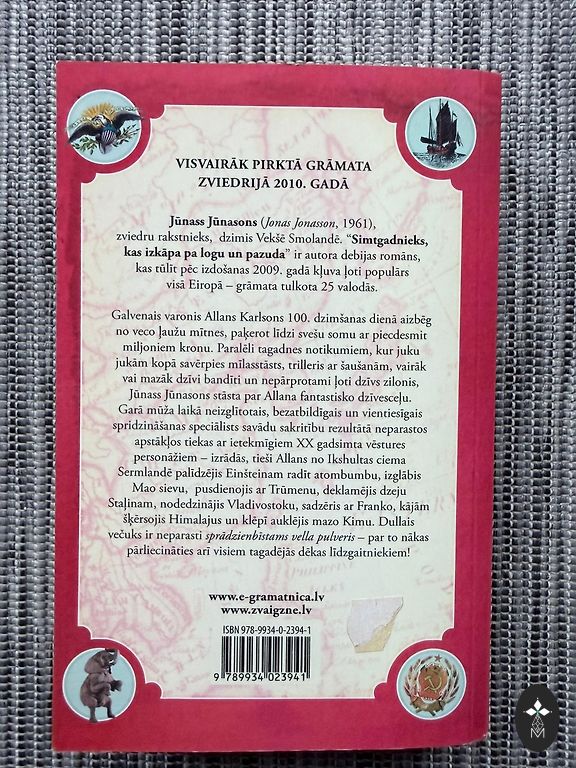 VISVAIRĀK PIRKTĀ GRĀMATA
ZVIEDRIJĀ 2010. GADĀ
Jūnass Jūnasons (Jonas Jonasson, 1961),
zviedru rakstnieks, dzimis Vekšē Smolandē. “Simtgadnieks,
kas izkāpa pa logu un pazuda” ir autora debijas romāns,
kas tūlīt pēc izdošanas 2009. gadā kļuva ļoti populārs
visā Eiropā – grāmata tulkota 25 valodās.
Galvenais varonis Allans Karlsons 100. dzimšanas dienā aizbēg
no veco ļaužu mītnes, paķerot līdzi svešu somu ar piecdesmit
miljoniem kronu. Paralēli tagadnes notikumiem, kur juku
jukām kopā savērpies mīlasstāsts, trilleris ar šaušanām, vairāk
vai mazāk dzīvi bandīti un nepārprotami ļoti dzīvs zilonis,
Jūnass Jūnasons stāsta par Allana fantastisko dzīvesceļu.
Garā mūža laikā neizglītotais, bezatbildīgais un vientiesīgais
spridzināšanas speciālists savādu sakritību rezultātā neparastos
apstākļos tiekas ar ietekmīgiem XX gadsimta vēstures
personāžiem – izrādās, tieši Allans no Ikshultas ciema
Sermlandē palīdzējis Einšteinam radīt atombumbu, izglābis
Mao sievu, pusdienojis ar Trūmenu, deklamējis dzeju
Staļinam, nodedzinājis Vladivostoku, sadzēris ar Franko, kājām
šķērsojis Himalajus un klēpī auklējis mazo Kimu. Dullais
večuks ir neparasti sprādzienbīstams vella pulveris – par to nākas
pārliecināties arī visiem tagadējās dēkas līdzgaitniekiem!
www.e-gramatnica.lv
www.zvaigzne.lv
ISBN 978-9934-0-2394-1
9 789934 023941
M